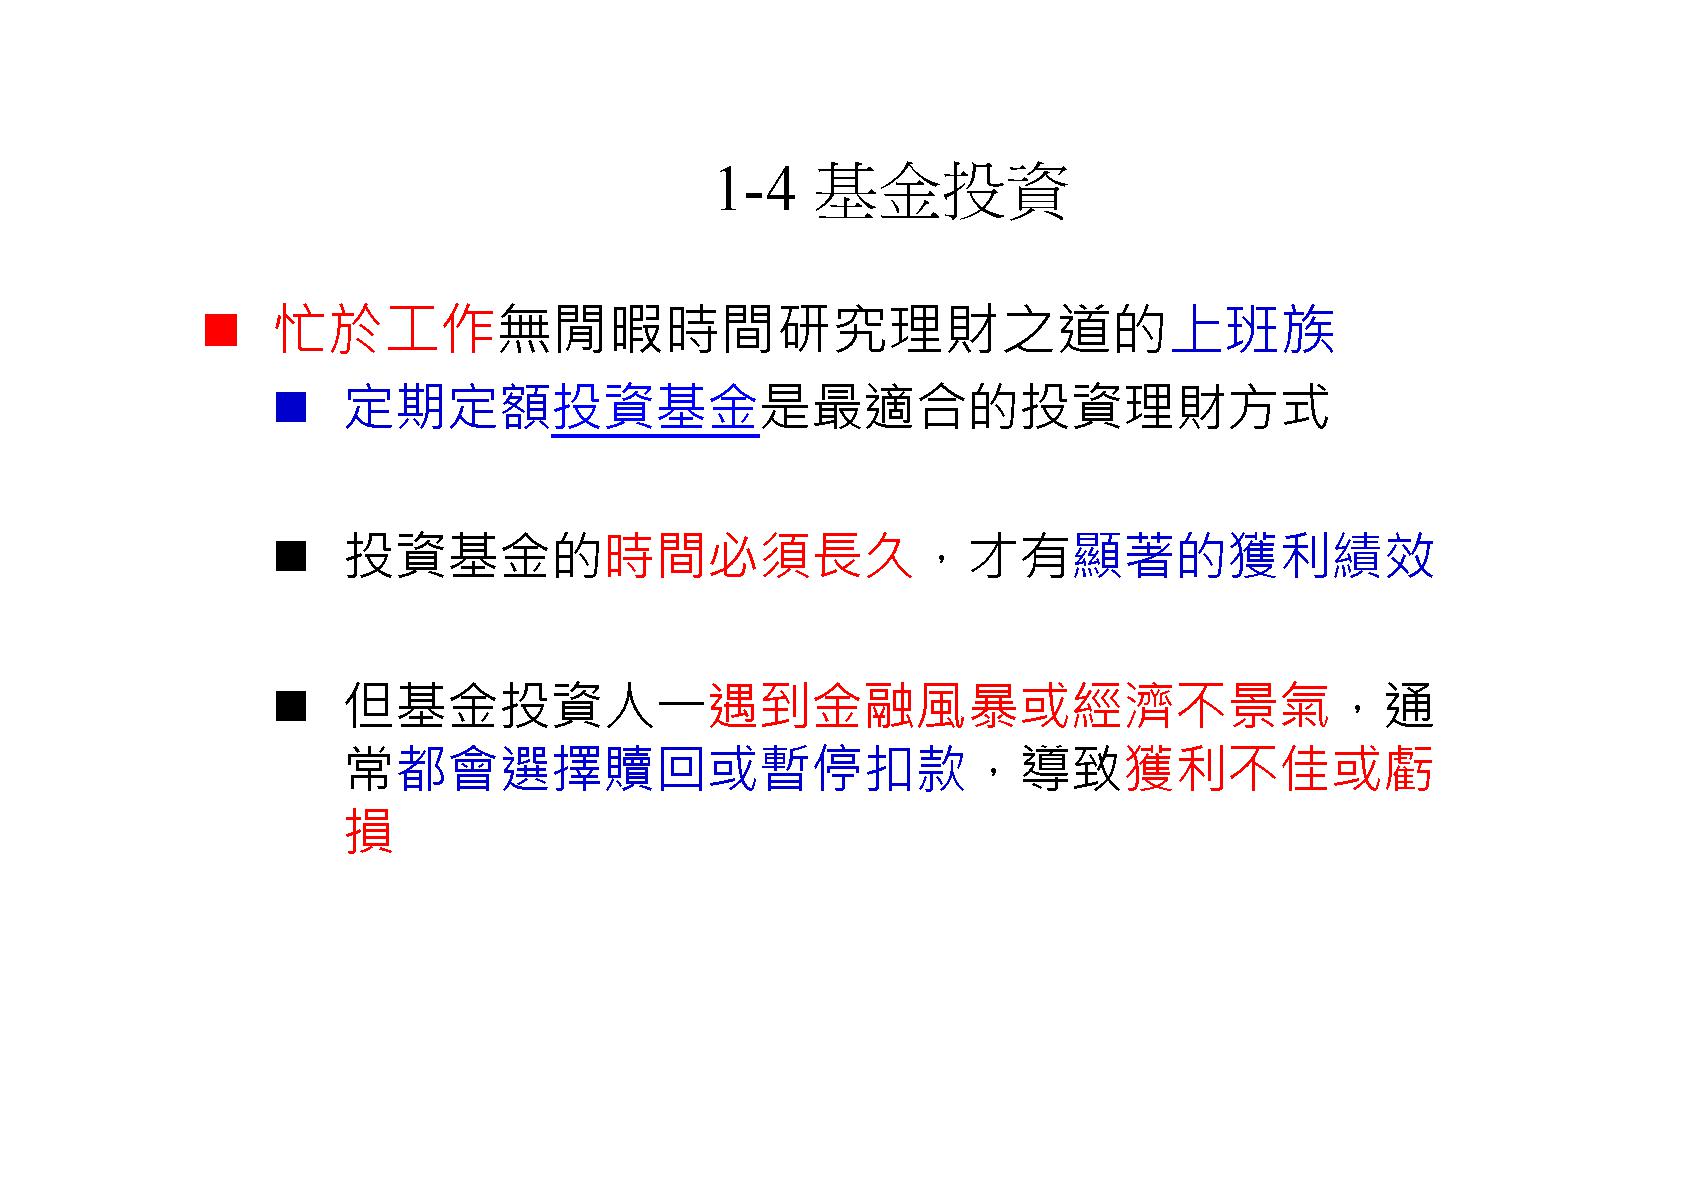 1-4 基金投資
忙於工作無閒暇時間研究理財之道的上班族
定期定額投資基金是最適合的投資理財方式
投資基金的時間必須長久，才有顯著的獲利績效
但基金投資人一遇到金融風暴或經濟不景氣，通
常都會選擇贖回或暫停扣款，導致獲利不佳或虧
損